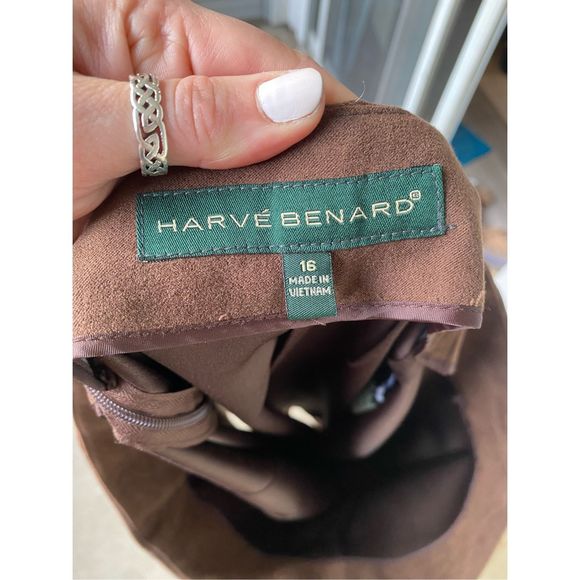 HARVÉ BENARD®
16
MADE IN
VIETNAM